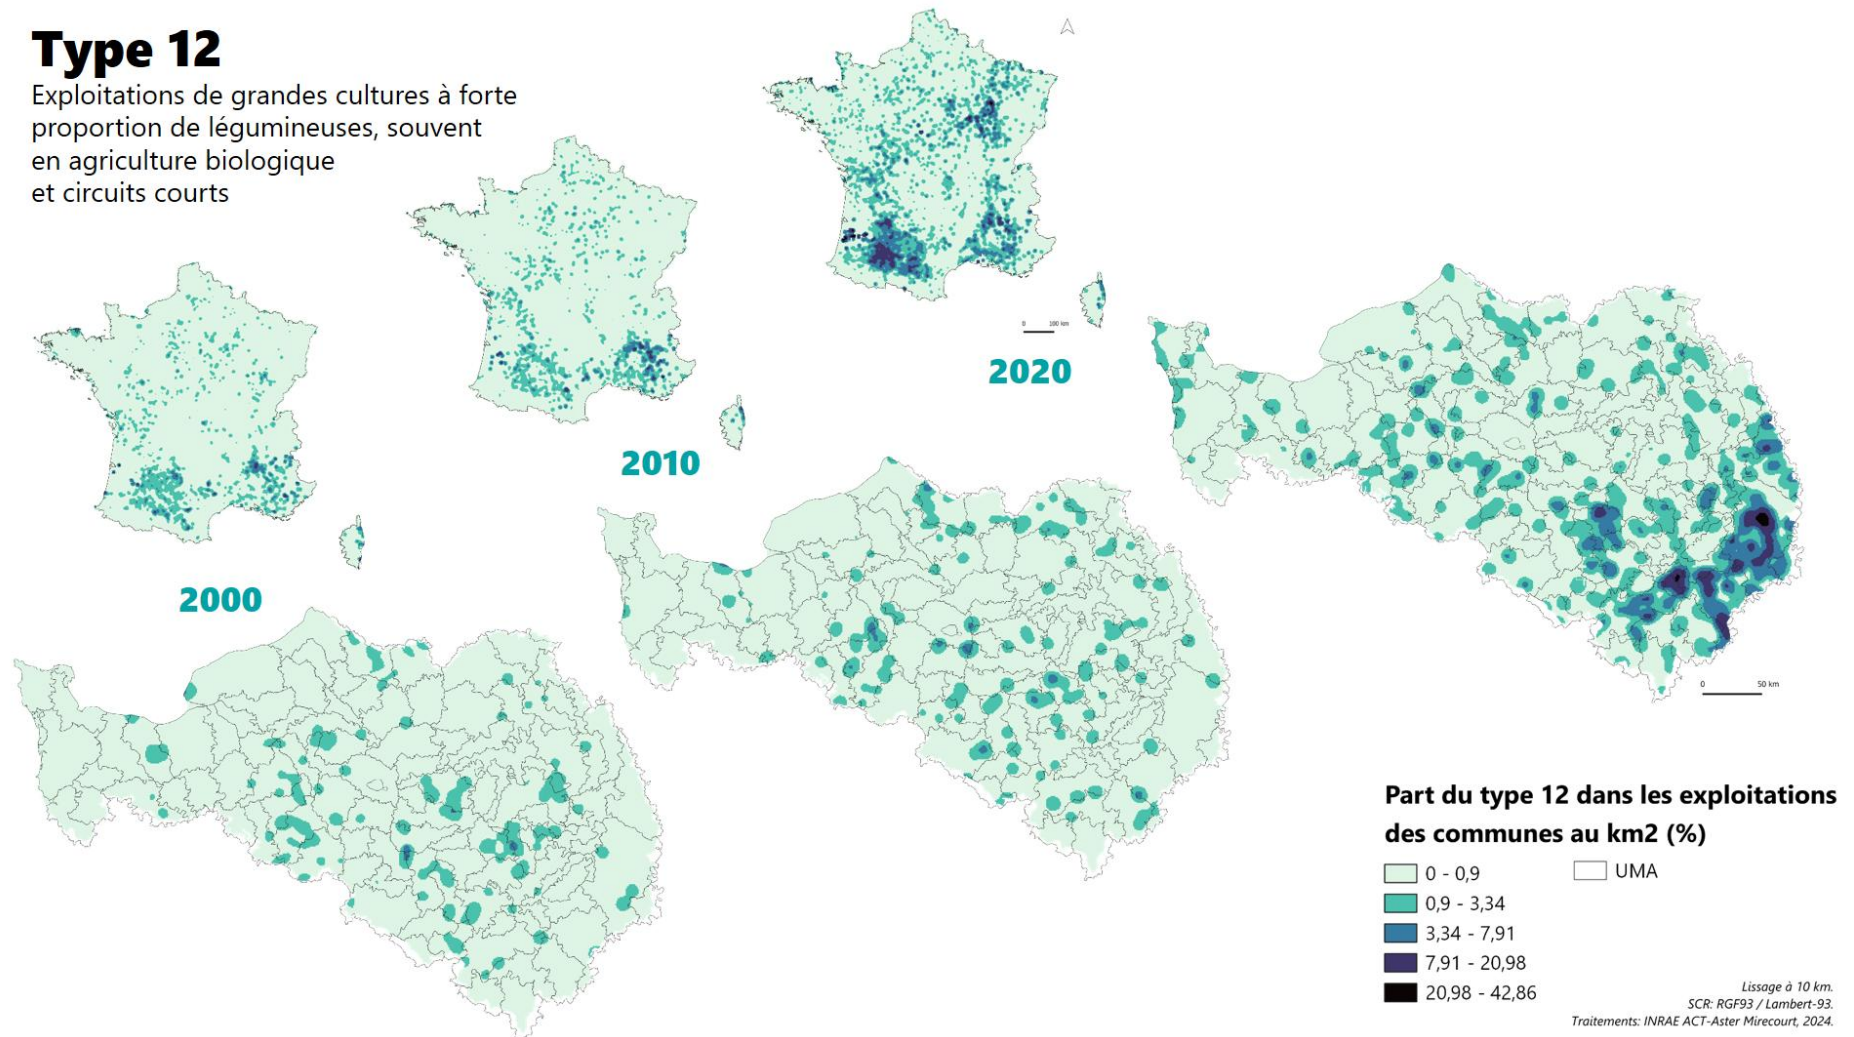 Type 12
Exploitations de grandes cultures à forte
proportion de légumineuses, souvent
en agriculture biologique
et circuits courts
0 100 km
2020
2010
2000
0 50 km
Part du type 12 dans les exploitations
des communes au km2 (%)
0 - 0,9
UMA
0,9 - 3,34
3,34 - 7,91
7,91 - 20,98
20,98 - 42,86
Lissage à 10 km.
SCR: RGF93 / Lambert-93.
Traitements: INRAE ACT-Aster Mirecourt, 2024.